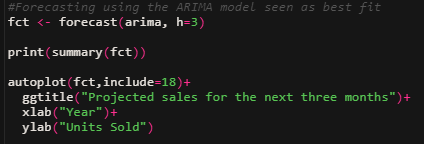 #Forecasting using the ARIMA model seen as best fit
fct <- forecast(arima, h=3)
print(summary(fct))
autoplot(fct,include=18)+
ggtitle("Projected sales for the next three months")+
xlab("Year")+
ylab("Units Sold")